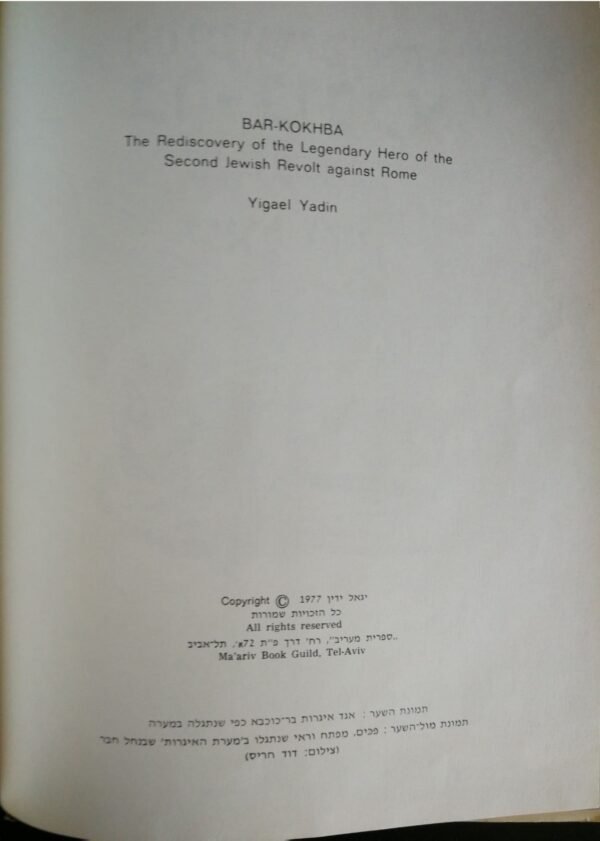 BAR-KOKHBA
The Rediscovery of the Legendary Hero of the
Second Jewish Revolt against Rome
Yigael Yadin
Copyright © 1977 יגאל ידין
כל הזכויות שמורות
All rights reserved
„ספרית מעריב”, רח' דרך פ"ת 72א', תל־אביב
Ma'ariv Book Guild, Tel-Aviv
תמונת השער : אגד איגרות בר־כוכבא כפי שנתגלה במערה
תמונת מול־השער : פכים, מפתח וראי שנתגלו ב'מערת האיגרות' שבנחל חבר
(צילום: דוד חריס)